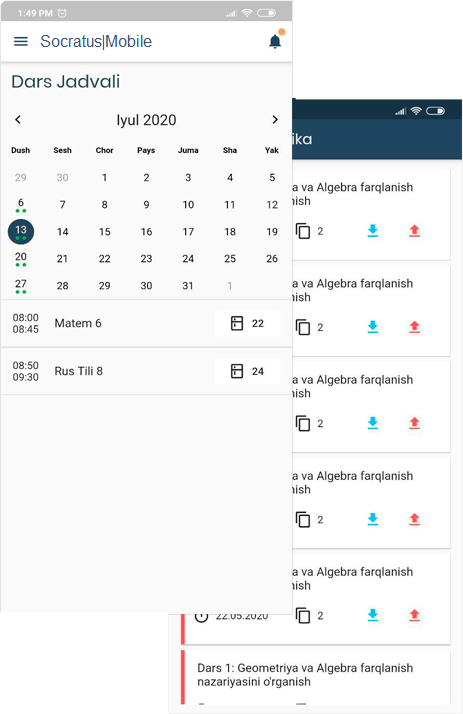 1:49 PM
Socratus|Mobile
Dars Jadvali
Iyul 2020
Dush Sesh Chor Pays Juma Sha Yak
29 30 1 2 3 4 5
6 7 8 9 10 11 12
13 14 15 16 17 18 19
20 21 22 23 24 25 26
27 28 29 30 31 1
08:00
08:45
Matem 6
22
08:50
09:30
Rus Tili 8
24
ika
a va Algebra farqlanish
nish
2
a va Algebra farqlanish
nish
2
a va Algebra farqlanish
nish
2
a va Algebra farqlanish
nish
2
a va Algebra farqlanish
nish
22.05.2020 2
Dars 1: Geometriya va Algebra farqlanish
nazariyasini o'rganish